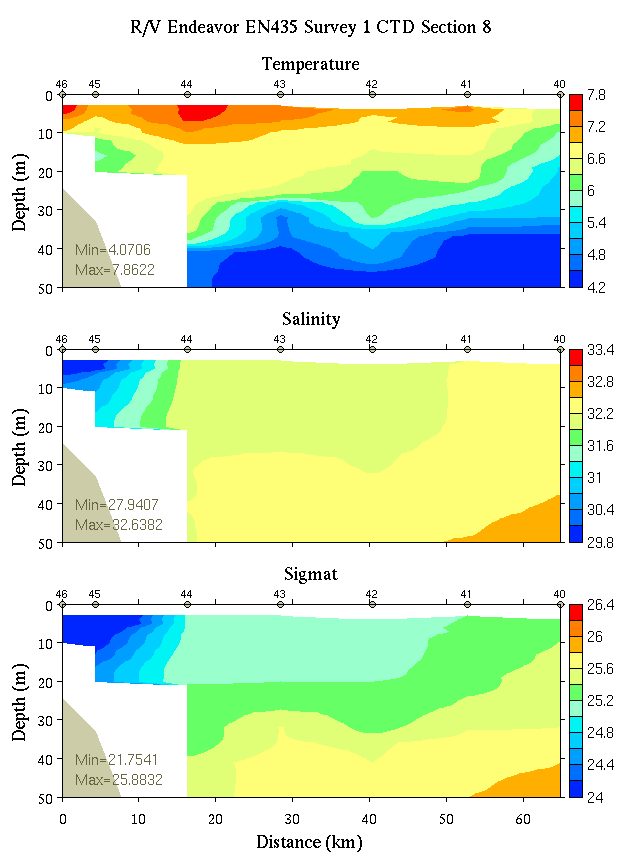 R/V Endeavor EN435 Survey 1 CTD Section 8
Temperature
46 45 44 43 42 41 40
0
10
20
30
40
50
Depth (m)
Min=4.0706
Max=7.8622
7.8
7.2
6.6
6
5.4
4.8
4.2
Salinity
46 45 44 43 42 41 40
0
10
20
30
40
50
Depth (m)
Min=27.9407
Max=32.6382
33.4
32.8
32.2
31.6
31
30.4
29.8
Sigmat
46 45 44 43 42 41 40
0
10
20
30
40
50
Depth (m)
Min=21.7541
Max=25.8832
26.4
26
25.6
25.2
24.8
24.4
24
0 10 20 30 40 50 60
Distance (km)